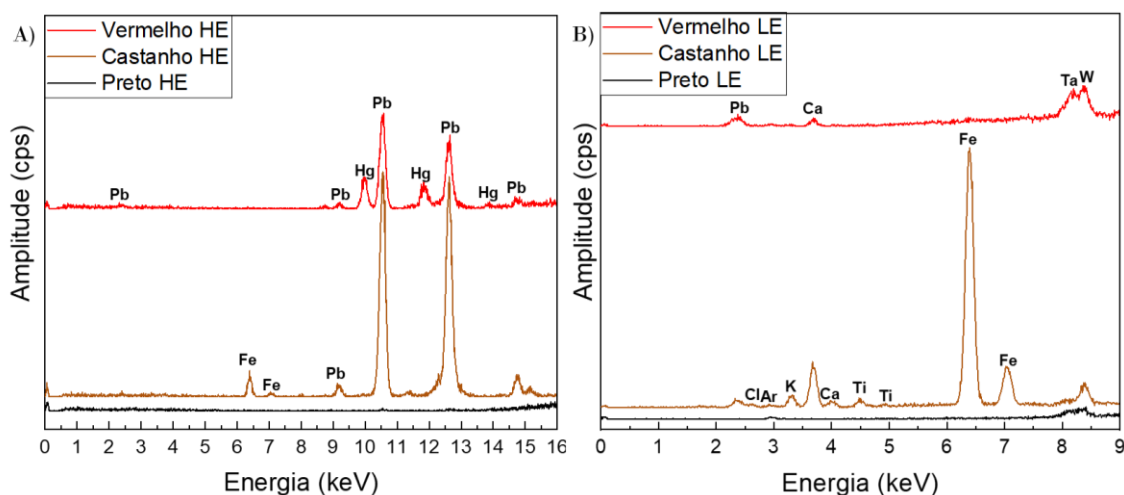 A)
Vermelho HE
Castanho HE
Preto HE
Amplitude (cps)
Pb
Pb
Hg
Pb
Hg
Pb
Hg
Pb
Fe
Fe
Pb
0 1 2 3 4 5 6 7 8 9 10 11 12 13 14 15 16
Energia (keV)
B)
Vermelho LE
Castanho LE
Preto LE
Amplitude (cps)
Pb
Ca
Ta
W
Fe
Cl
Ar
K
Ca
Ti
Ti
Fe
0 1 2 3 4 5 6 7 8 9
Energia (keV)